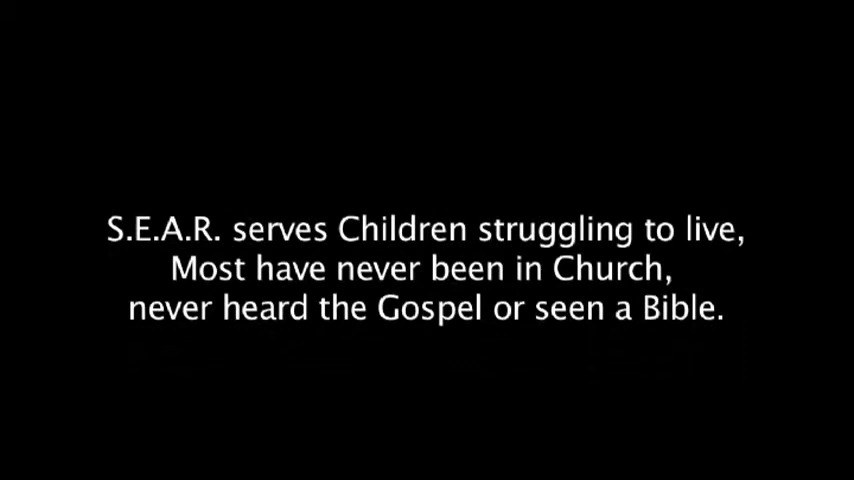 S.E.A.R. serves Children struggling to live,
Most have never been in Church,
never heard the Gospel or seen a Bible.